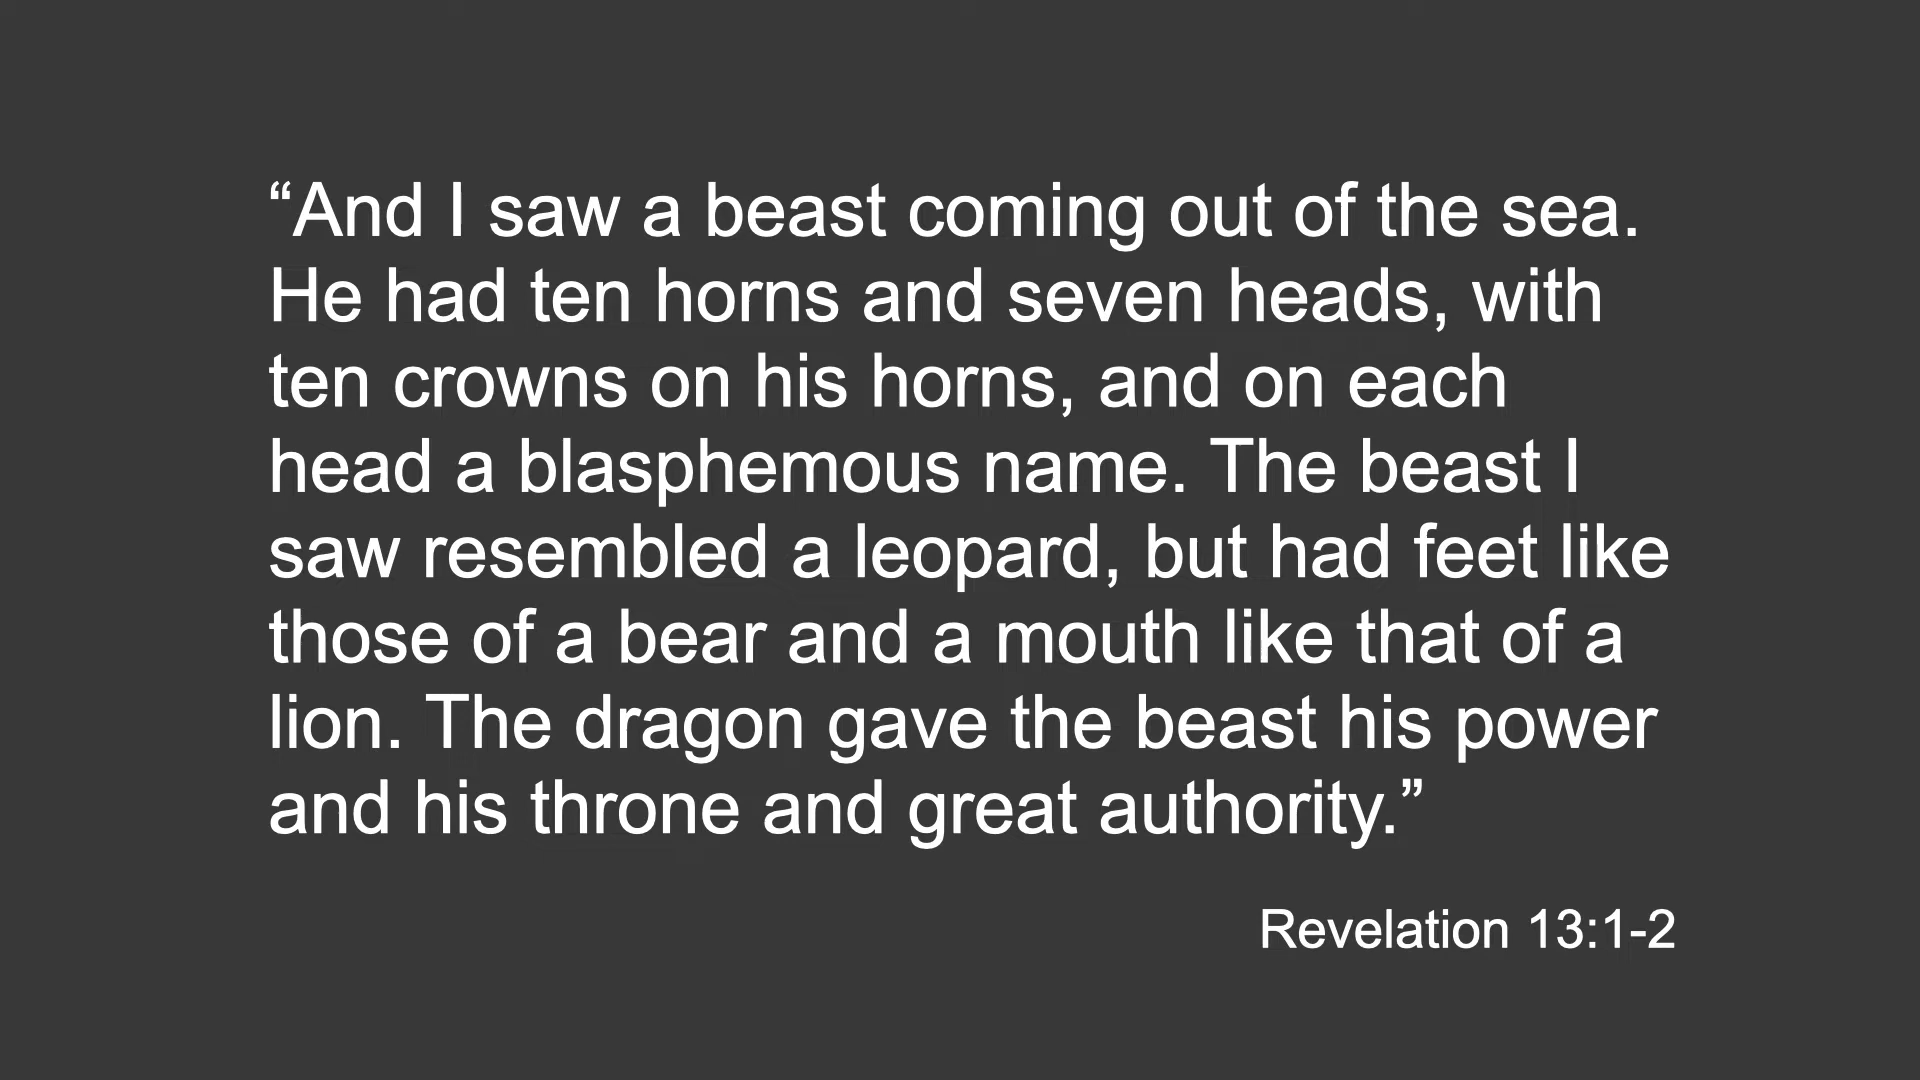 “And I saw a beast coming out of the sea.
He had ten horns and seven heads, with
ten crowns on his horns, and on each
head a blasphemous name. The beast I
saw resembled a leopard, but had feet like
those of a bear and a mouth like that of a
lion. The dragon gave the beast his power
and his throne and great authority.”
Revelation 13:1-2